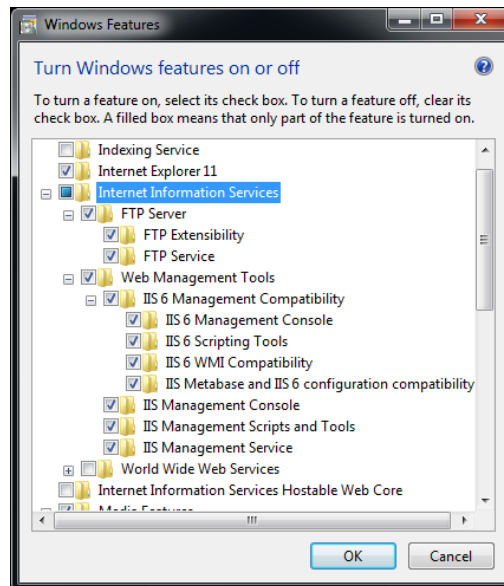 Windows Features
Turn Windows features on or off
To turn a feature on, select its check box. To turn a feature off, clear its
check box. A filled box means that only part of the feature is turned on.
Indexing Service
Internet Explorer 11
Internet Information Services
FTP Server
FTP Extensibility
FTP Service
Web Management Tools
IIS 6 Management Compatibility
IIS 6 Management Console
IIS 6 Scripting Tools
IIS 6 WMI Compatibility
IIS Metabase and IIS 6 configuration compatibility
IIS Management Console
IIS Management Scripts and Tools
IIS Management Service
World Wide Web Services
Internet Information Services Hostable Web Core
Media Features
OK Cancel